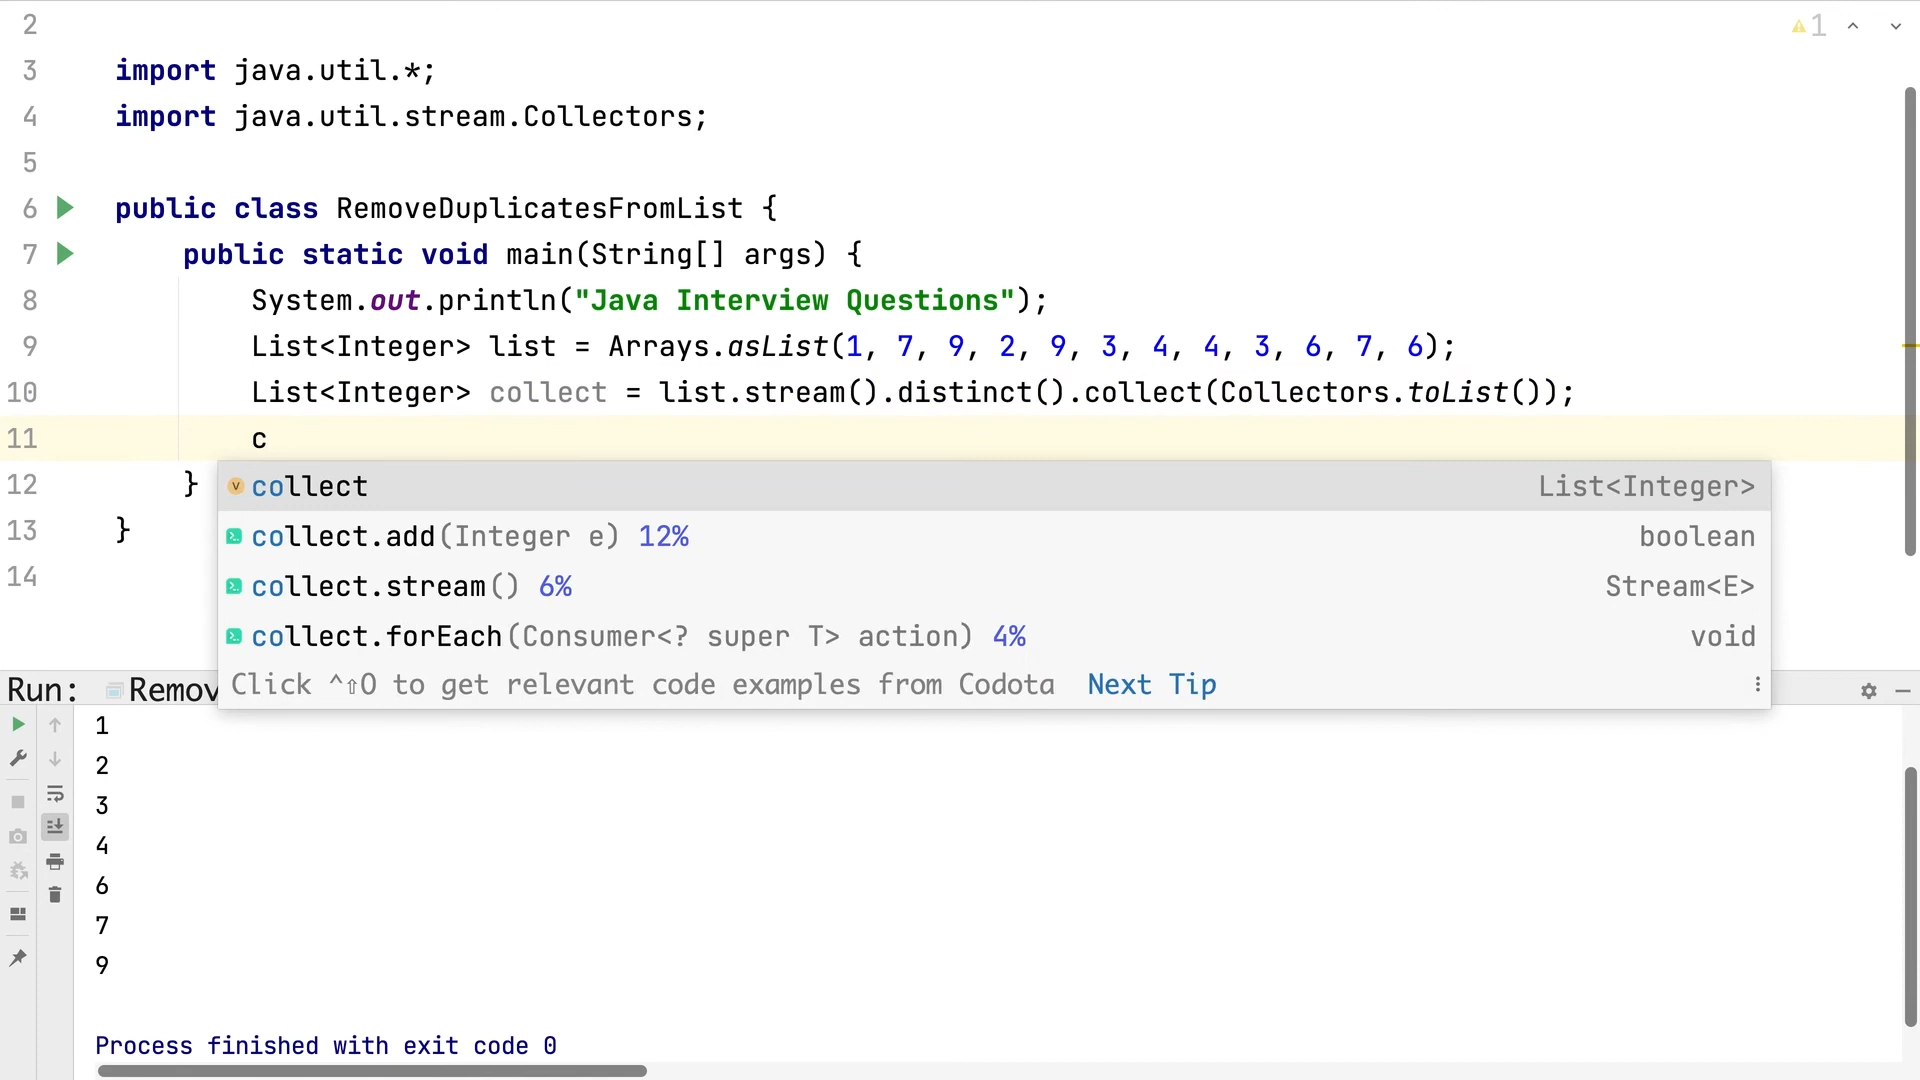 2
1
3 import java.util.*;
4 import java.util.stream.Collectors;
5
6 public class RemoveDuplicatesFromList {
7 public static void main(String[] args) {
8 System.out.println("Java Interview Questions");
9 List<Integer> list = Arrays.asList(1, 7, 9, 2, 9, 3, 4, 4, 3, 6, 7, 6);
10 List<Integer> collect = list.stream().distinct().collect(Collectors.toList());
11 c
12 }
v collect List<Integer>
collect.add(Integer e) 12% boolean
13 }
14
collect.stream() 6% Stream<E>
collect.forEach(Consumer<? super T> action) 4% void
Click ^⇧O to get relevant code examples from Codota Next Tip
Run: Remov
1
2
3
4
6
7
9
Process finished with exit code 0